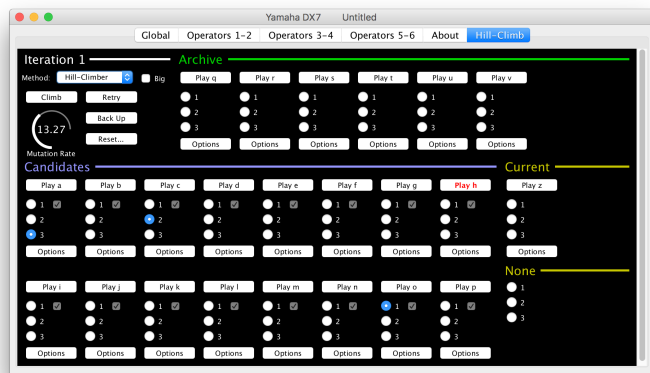 Yamaha DX7 Untitled
Global Operators 1-2 Operators 3-4 Operators 5-6 About Hill-Climb
Iteration 1 Archive
Method: Hill-Climber Big Play q Play r Play s Play t Play u Play v
Climb Retry 1 1 1 1 1 1
13.27 Back Up 2 2 2 2 2 2
Reset... 3 3 3 3 3 3
Mutation Rate Options Options Options Options Options Options
Candidates Current
Play a Play b Play c Play d Play e Play f Play g Play h Play z
1 1 1 1 1 1 1 1 1
2 2 2 2 2 2 2 2 2
3 3 3 3 3 3 3 3 3
Options Options Options Options Options Options Options Options Options
None
Play i Play j Play k Play l Play m Play n Play o Play p 1
1 1 1 1 1 1 1 1 2
2 2 2 2 2 2 2 2 3
3 3 3 3 3 3 3 3
Options Options Options Options Options Options Options Options